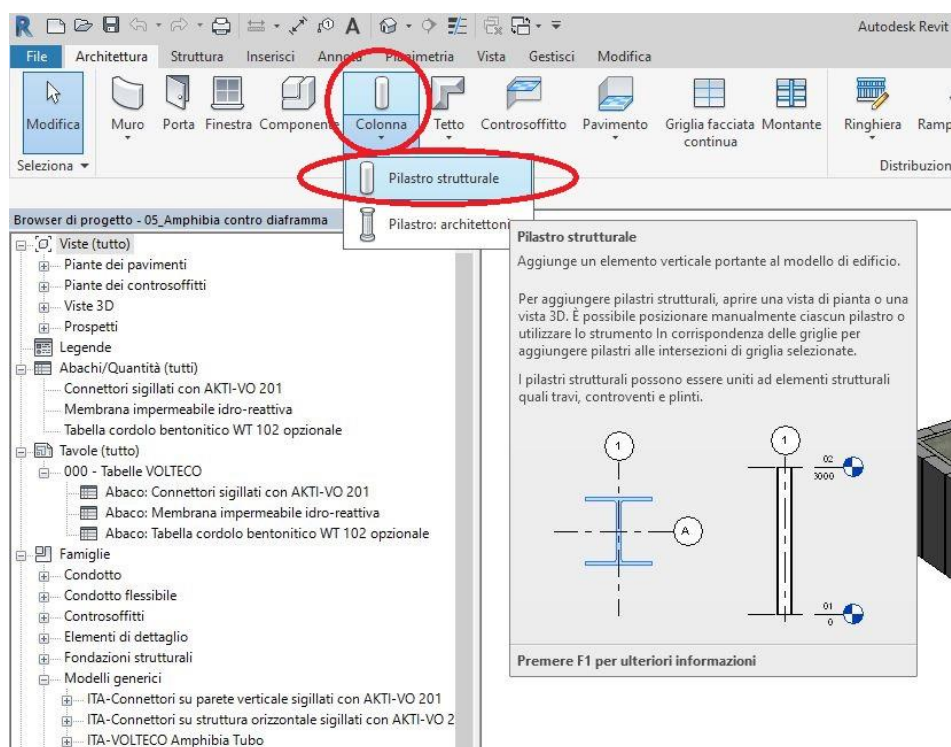 Autodesk Revit
File Architettura Struttura Inserisci Annota Planimetria Vista Gestisci Modifica
Modifica Muro Porta Finestra Componente Colonna Tetto Controsoffitto Pavimento Griglia facciata continua Montante Ringhiera Ramp
Seleziona Distribuzion
Pilastro strutturale
Pilastro: architettoni
Browser di progetto - 05_Amphibia contro diaframma
Viste (tutto)
Piante dei pavimenti
Piante dei controsoffitti
Viste 3D
Prospetti
Legende
Abachi/Quantità (tutti)
Connettori sigillati con AKTI-VO 201
Membrana impermeabile idro-reattiva
Tabella cordolo bentonitico WT 102 opzionale
Tavole (tutto)
000 - Tabelle VOLTECO
Abaco: Connettori sigillati con AKTI-VO 201
Abaco: Membrana impermeabile idro-reattiva
Abaco: Tabella cordolo bentonitico WT 102 opzionale
Famiglie
Condotto
Condotto flessibile
Controsoffitti
Elementi di dettaglio
Fondazioni strutturali
Modelli generici
ITA-Connettori su parete verticale sigillati con AKTI-VO 201
ITA-Connettori su struttura orizzontale sigillati con AKTI-VO 2
ITA-VOLTECO Amphibia Tubo
Pilastro strutturale
Aggiunge un elemento verticale portante al modello di edificio.
Per aggiungere pilastri strutturali, aprire una vista di pianta o una
vista 3D. È possibile posizionare manualmente ciascun pilastro o
utilizzare lo strumento In corrispondenza delle griglie per
aggiungere pilastri alle intersezioni di griglia selezionate.
I pilastri strutturali possono essere uniti ad elementi strutturali
quali travi, controventi e plinti.
1
A
1
02
3000
01
0
Premere F1 per ulteriori informazioni